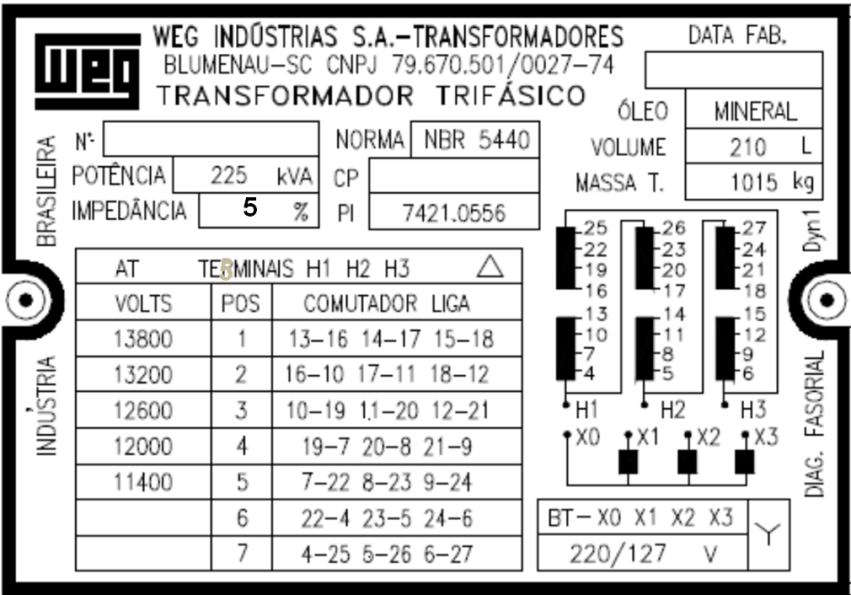 weg
WEG INDÚSTRIAS S.A.-TRANSFORMADORES
BLUMENAU-SC CNPJ 79.670.501/0027-74
TRANSFORMADOR TRIFÁSICO
DATA FAB.
ÓLEO MINERAL
VOLUME 210 L
MASSA T. 1015 kg
Nº
NORMA NBR 5440
POTÊNCIA 225 kVA
CP
IMPEDÂNCIA 5 %
PI 7421.0556
INDÚSTRIA BRASILEIRA
AT TERMINAIS H1 H2 H3 △
VOLTS POS COMUTADOR LIGA
13800 1 13-16 14-17 15-18
13200 2 16-10 17-11 18-12
12600 3 10-19 11-20 12-21
12000 4 19-7 20-8 21-9
11400 5 7-22 8-23 9-24
6 22-4 23-5 24-6
7 4-25 5-26 6-27
25 26 27
22 23 24
19 20 21
16 17 18
13 14 15
10 11 12
7 8 9
4 5 6
H1 H2 H3
X0 X1 X2 X3
BT-X0 X1 X2 X3 Y
220/127 V
DIAG. FASORIAL Dyn1